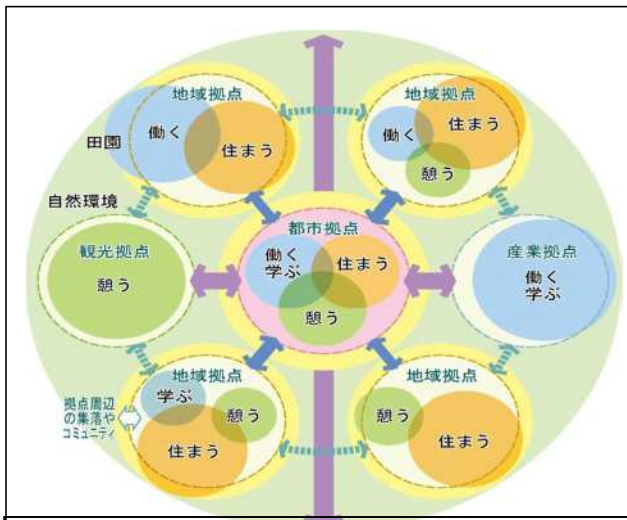 地域拠点
働く
住まう
田園
地域拠点
働く
住まう
憩う
自然環境
観光拠点
憩う
都市拠点
働く
学ぶ
住まう
憩う
産業拠点
働く
学ぶ
地域拠点
学ぶ
憩う
住まう
拠点周辺
の集落や
コミュニティ
地域拠点
憩う
住まう